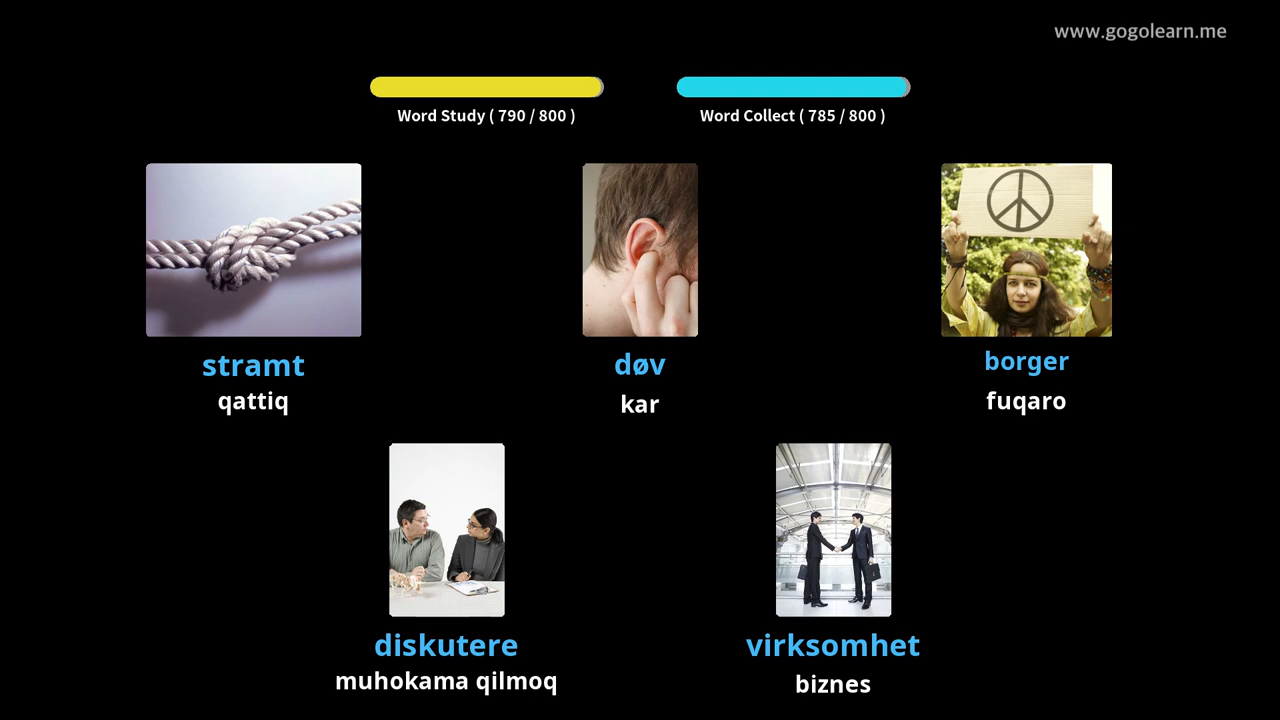 www.gogolearn.me
Word Study ( 790 / 800 )
Word Collect ( 785 / 800 )
stramt
qattiq
døv
kar
borger
fuqaro
diskutere
muhokama qilmoq
virksomhet
biznes